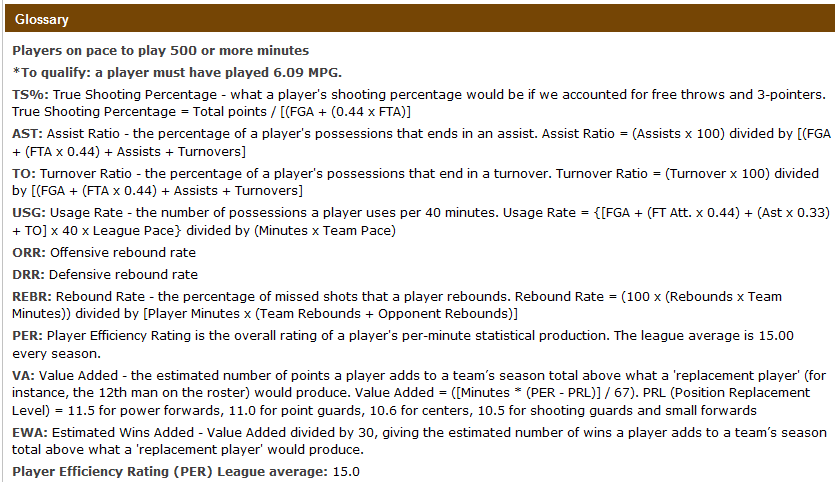 Glossary
Players on pace to play 500 or more minutes
*To qualify: a player must have played 6.09 MPG.
TS%: True Shooting Percentage - what a player's shooting percentage would be if we accounted for free throws and 3-pointers.
True Shooting Percentage = Total points / [(FGA + (0.44 x FTA)]
AST: Assist Ratio - the percentage of a player's possessions that ends in an assist. Assist Ratio = (Assists x 100) divided by [(FGA
+ (FTA x 0.44) + Assists + Turnovers]
TO: Turnover Ratio - the percentage of a player's possessions that end in a turnover. Turnover Ratio = (Turnover x 100) divided
by [(FGA + (FTA x 0.44) + Assists + Turnovers]
USG: Usage Rate - the number of possessions a player uses per 40 minutes. Usage Rate = {[FGA + (FT Att. x 0.44) + (Ast x 0.33)
+ TO] x 40 x League Pace} divided by (Minutes x Team Pace)
ORR: Offensive rebound rate
DRR: Defensive rebound rate
REBR: Rebound Rate - the percentage of missed shots that a player rebounds. Rebound Rate = (100 x (Rebounds x Team
Minutes)) divided by [Player Minutes x (Team Rebounds + Opponent Rebounds)]
PER: Player Efficiency Rating is the overall rating of a player's per-minute statistical production. The league average is 15.00
every season.
VA: Value Added - the estimated number of points a player adds to a team’s season total above what a 'replacement player' (for
instance, the 12th man on the roster) would produce. Value Added = ([Minutes * (PER - PRL)] / 67). PRL (Position Replacement
Level) = 11.5 for power forwards, 11.0 for point guards, 10.6 for centers, 10.5 for shooting guards and small forwards
EWA: Estimated Wins Added - Value Added divided by 30, giving the estimated number of wins a player adds to a team’s season
total above what a 'replacement player' would produce.
Player Efficiency Rating (PER) League average: 15.0